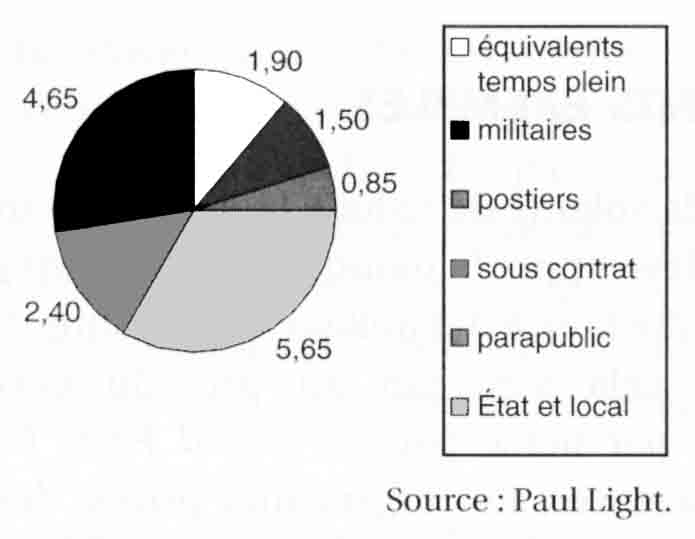 1,90
1,50
0,85
5,65
2,40
4,65
équivalents
temps plein
militaires
postiers
sous contrat
parapublic
État et local
Source : Paul Light.